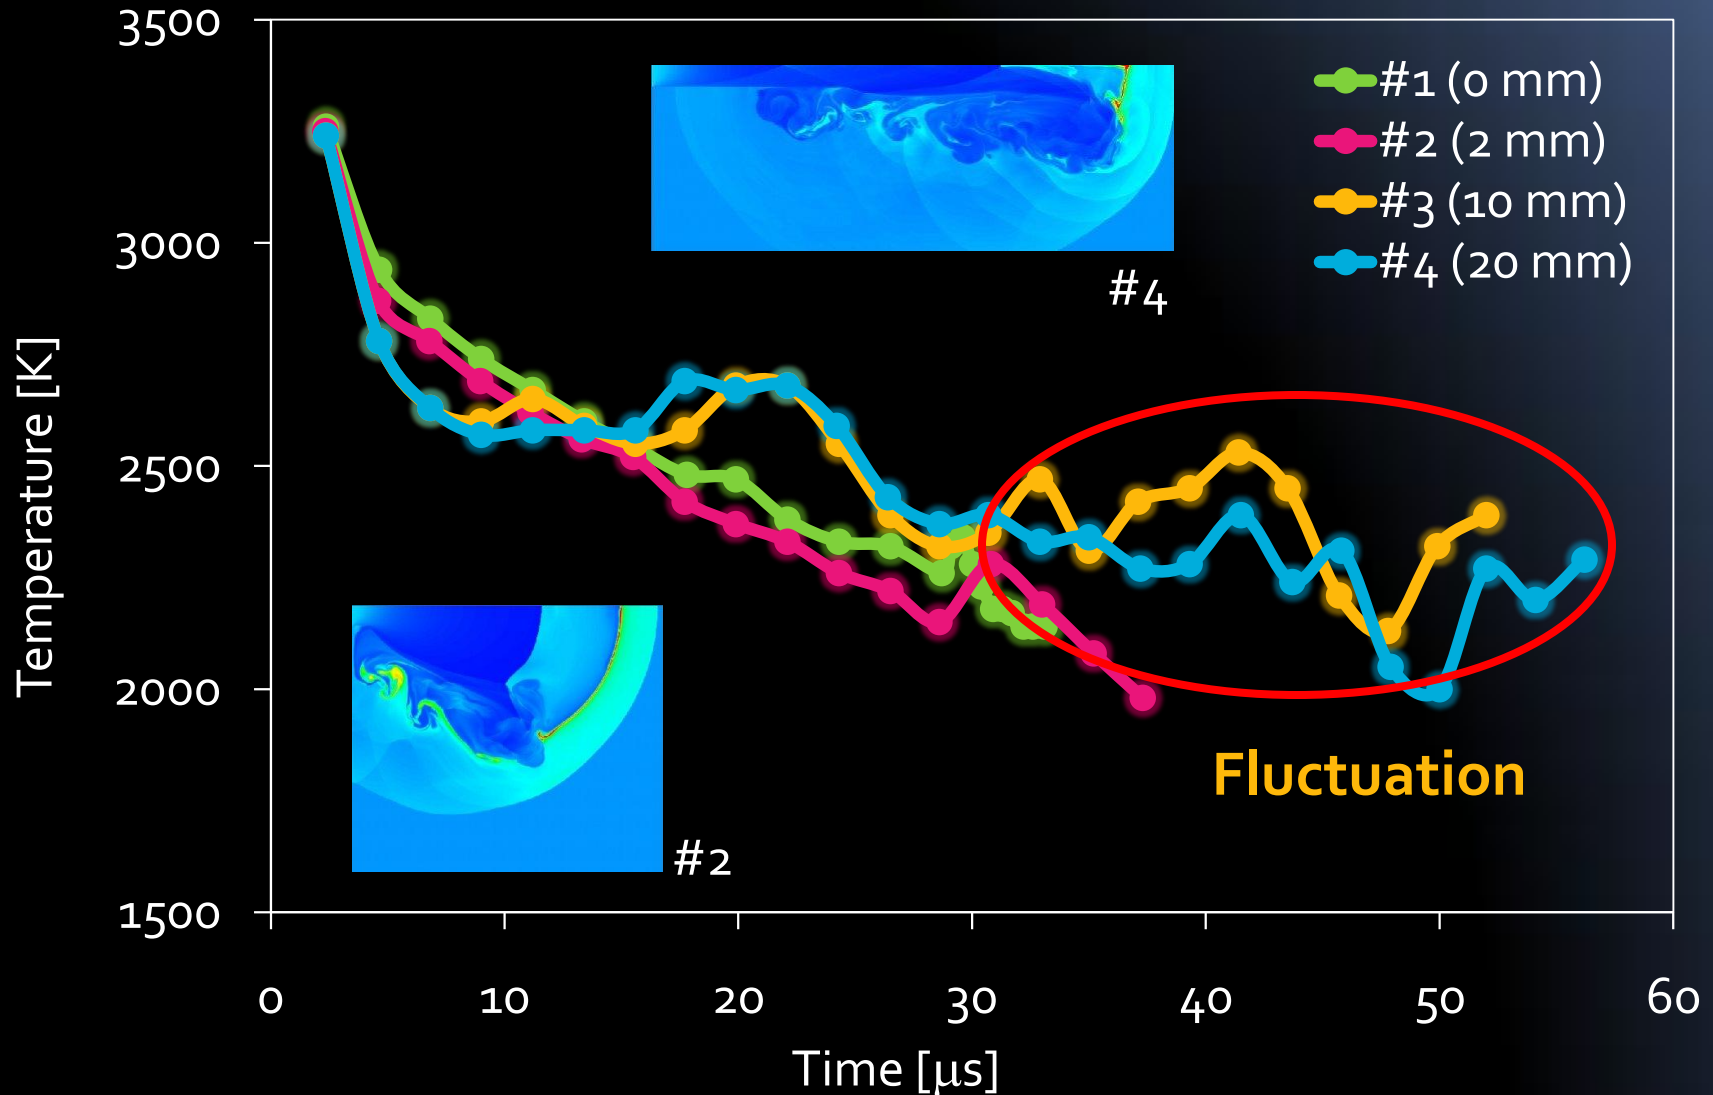 3500
3000
2500
2000
1500
Temperature [K]
#1 (0 mm)
#2 (2 mm)
#3 (10 mm)
#4 (20 mm)
#4
#2
Fluctuation
0 10 20 30 40 50 60
Time [µs]